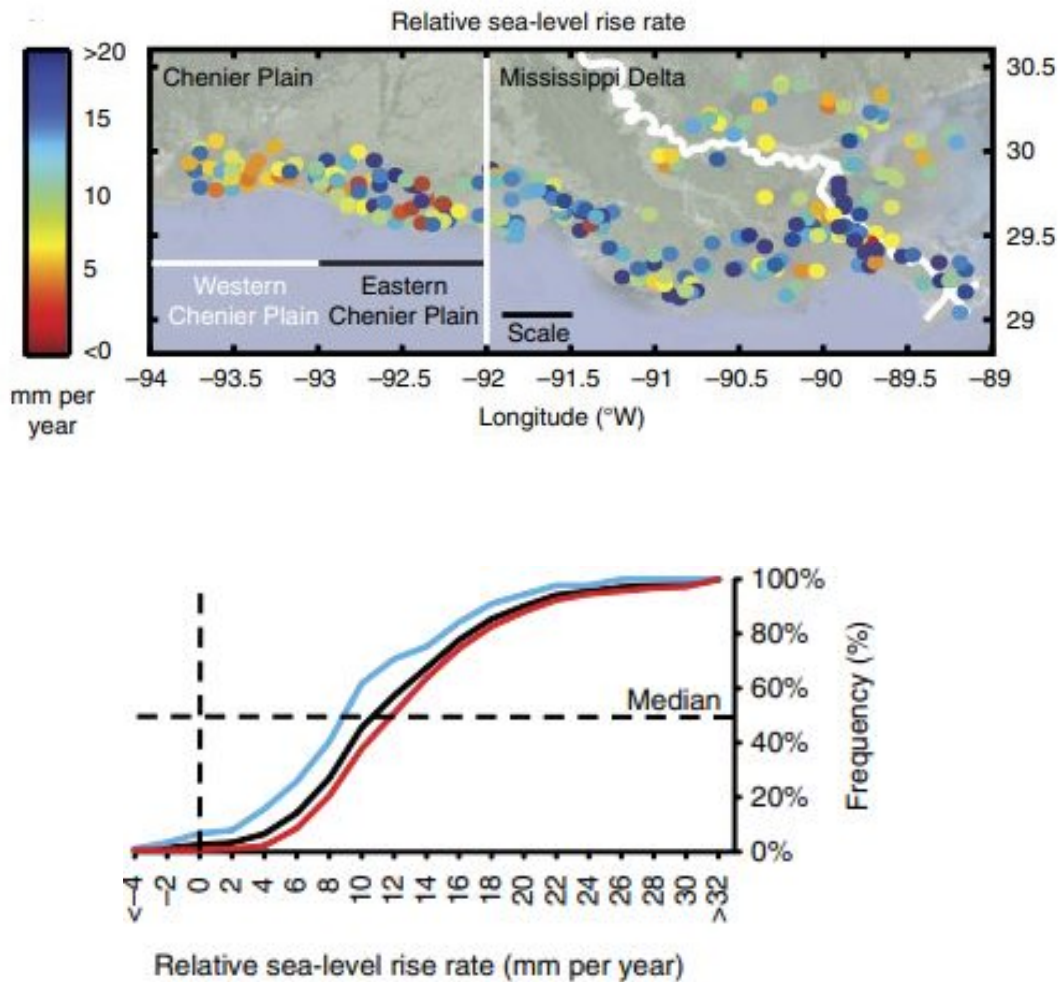 Relative sea-level rise rate
>20
15
10
5
<0
mm per
year
Chenier Plain
Mississippi Delta
Western
Chenier Plain
Eastern
Chenier Plain
Scale
30.5
30
29.5
29
–94 –93.5 –93 –92.5 –92 –91.5 –91 –90.5 –90 –89.5 –89
Longitude (°W)
100%
80%
60%
40%
20%
0%
Frequency (%)
Median
<–4 –2 0 2 4 6 8 10 12 14 16 18 20 22 24 26 28 30 >32
Relative sea-level rise rate (mm per year)